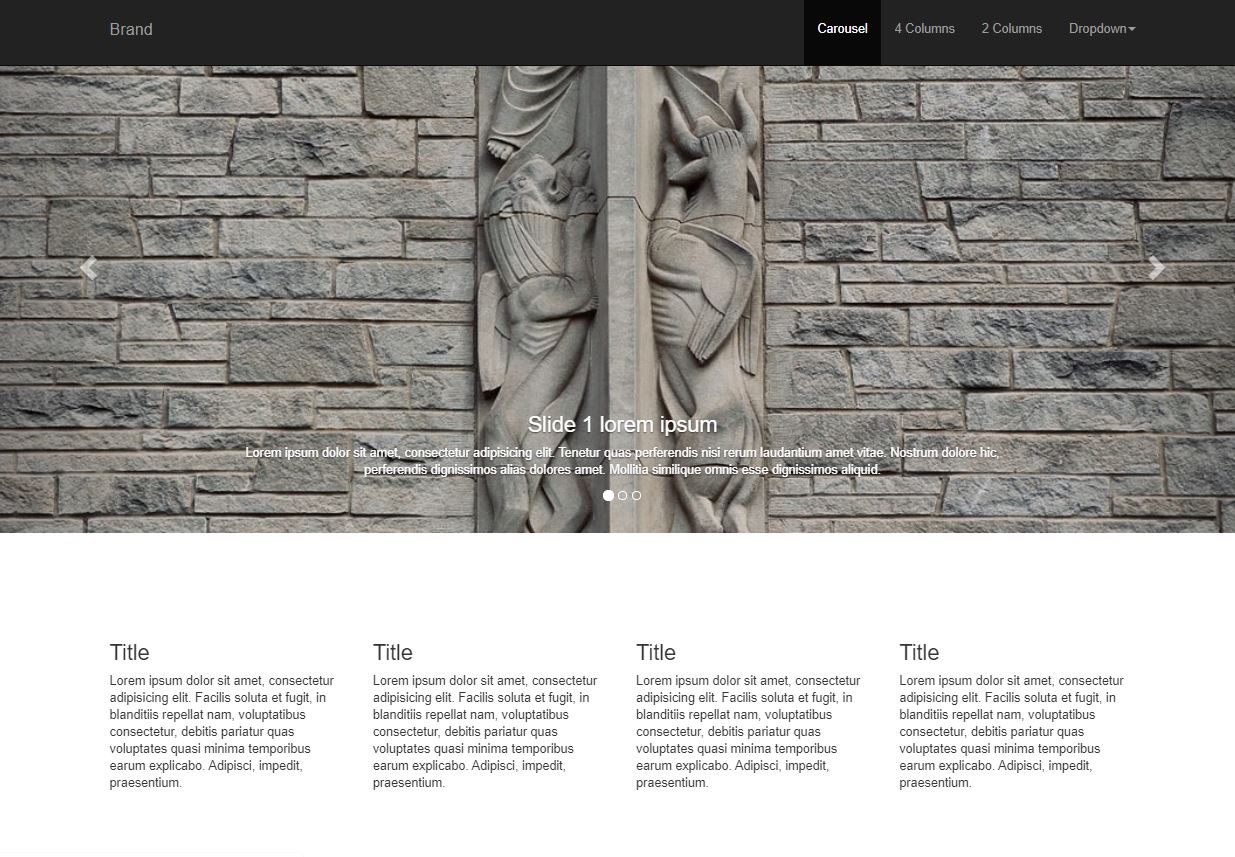 Brand
Carousel
4 Columns
2 Columns
Dropdown
Slide 1 lorem ipsum
Lorem ipsum dolor sit amet, consectetur adipisicing elit. Tenetur quas perferendis nisi rerum laudantium amet vitae. Nostrum dolore hic,
perferendis dignissimos alias dolores amet. Mollitia similique omnis esse dignissimos aliquid.
Title
Lorem ipsum dolor sit amet, consectetur
adipisicing elit. Facilis soluta et fugit, in
blanditiis repellat nam, voluptatibus
consectetur, debitis pariatur quas
voluptates quasi minima temporibus
earum explicabo. Adipisci, impedit,
praesentium.
Title
Lorem ipsum dolor sit amet, consectetur
adipisicing elit. Facilis soluta et fugit, in
blanditiis repellat nam, voluptatibus
consectetur, debitis pariatur quas
voluptates quasi minima temporibus
earum explicabo. Adipisci, impedit,
praesentium.
Title
Lorem ipsum dolor sit amet, consectetur
adipisicing elit. Facilis soluta et fugit, in
blanditiis repellat nam, voluptatibus
consectetur, debitis pariatur quas
voluptates quasi minima temporibus
earum explicabo. Adipisci, impedit,
praesentium.
Title
Lorem ipsum dolor sit amet, consectetur
adipisicing elit. Facilis soluta et fugit, in
blanditiis repellat nam, voluptatibus
consectetur, debitis pariatur quas
voluptates quasi minima temporibus
earum explicabo. Adipisci, impedit,
praesentium.